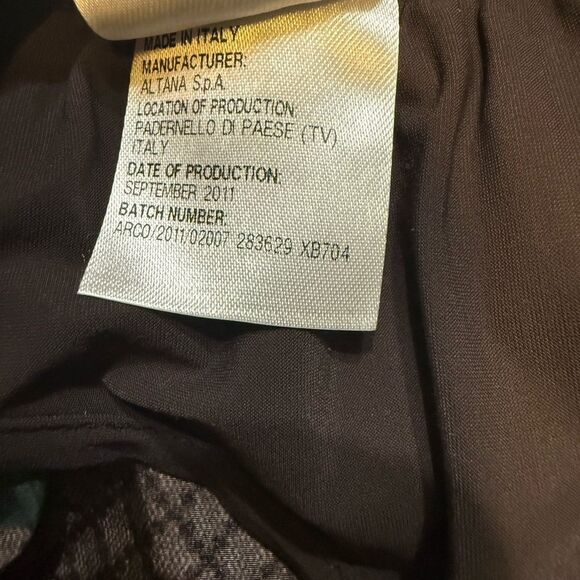 MADE IN ITALY
MANUFACTURER:
ALTANA S.p.A.
LOCATION OF PRODUCTION:
PADERNELLO DI PAESE (TV)
ITALY
DATE OF PRODUCTION:
SEPTEMBER 2011
BATCH NUMBER:
ARCO/2011/02007 283629 XB704